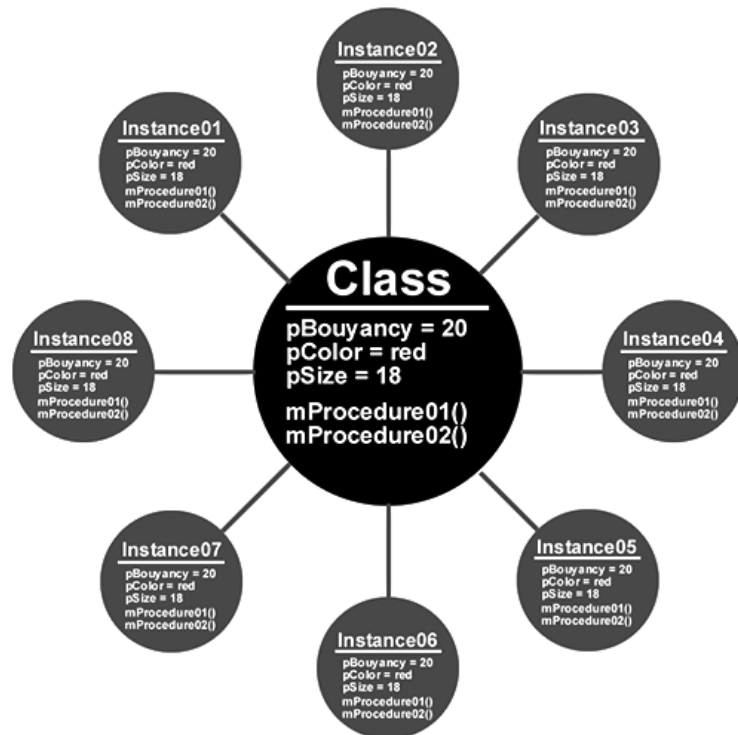 Instance02
pBouyancy = 20
pColor = red
pSize = 18
mProcedure01()
mProcedure02()
Instance01
pBouyancy = 20
pColor = red
pSize = 18
mProcedure01()
mProcedure02()
Instance03
pBouyancy = 20
pColor = red
pSize = 18
mProcedure01()
mProcedure02()
Class
pBouyancy = 20
pColor = red
pSize = 18
mProcedure01()
mProcedure02()
Instance08
pBouyancy = 20
pColor = red
pSize = 18
mProcedure01()
mProcedure02()
Instance04
pBouyancy = 20
pColor = red
pSize = 18
mProcedure01()
mProcedure02()
Instance07
pBouyancy = 20
pColor = red
pSize = 18
mProcedure01()
mProcedure02()
Instance05
pBouyancy = 20
pColor = red
pSize = 18
mProcedure01()
mProcedure02()
Instance06
pBouyancy = 20
pColor = red
pSize = 18
mProcedure01()
mProcedure02()